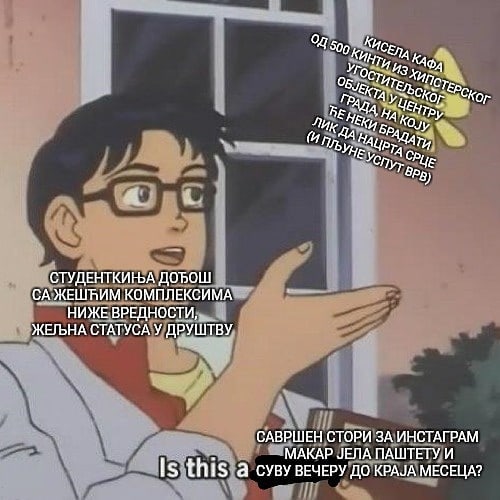 КИСЕЛА КАФА
ОД 500 КИНТИ ИЗ ХИПСТЕРСКОГ
УГОСТИТЕЉСКОГ
ОБЈЕКТА У ЦЕНТРУ
ГРАДА НА КОЈУ
ЋЕ НЕКИ БРАДАТИ
ЛИК ДА НАЦРТА СРЦЕ
(И ПЉУНЕ УСПУТ ВРВ)
СТУДЕНТКИЊА ДОЂОШ
СА ЖЕШЋИМ КОМПЛЕКСИМА
НИЖЕ ВРЕДНОСТИ,
ЖЕЉНА СТАТУСА У ДРУШТВУ
САВРШЕН СТОРИ ЗА ИНСТАГРАМ
МАКАР ЈЕЛА ПАШТЕТУ И
Is this a СУВУ ВЕЧЕРУ ДО КРАЈА МЕСЕЦА?